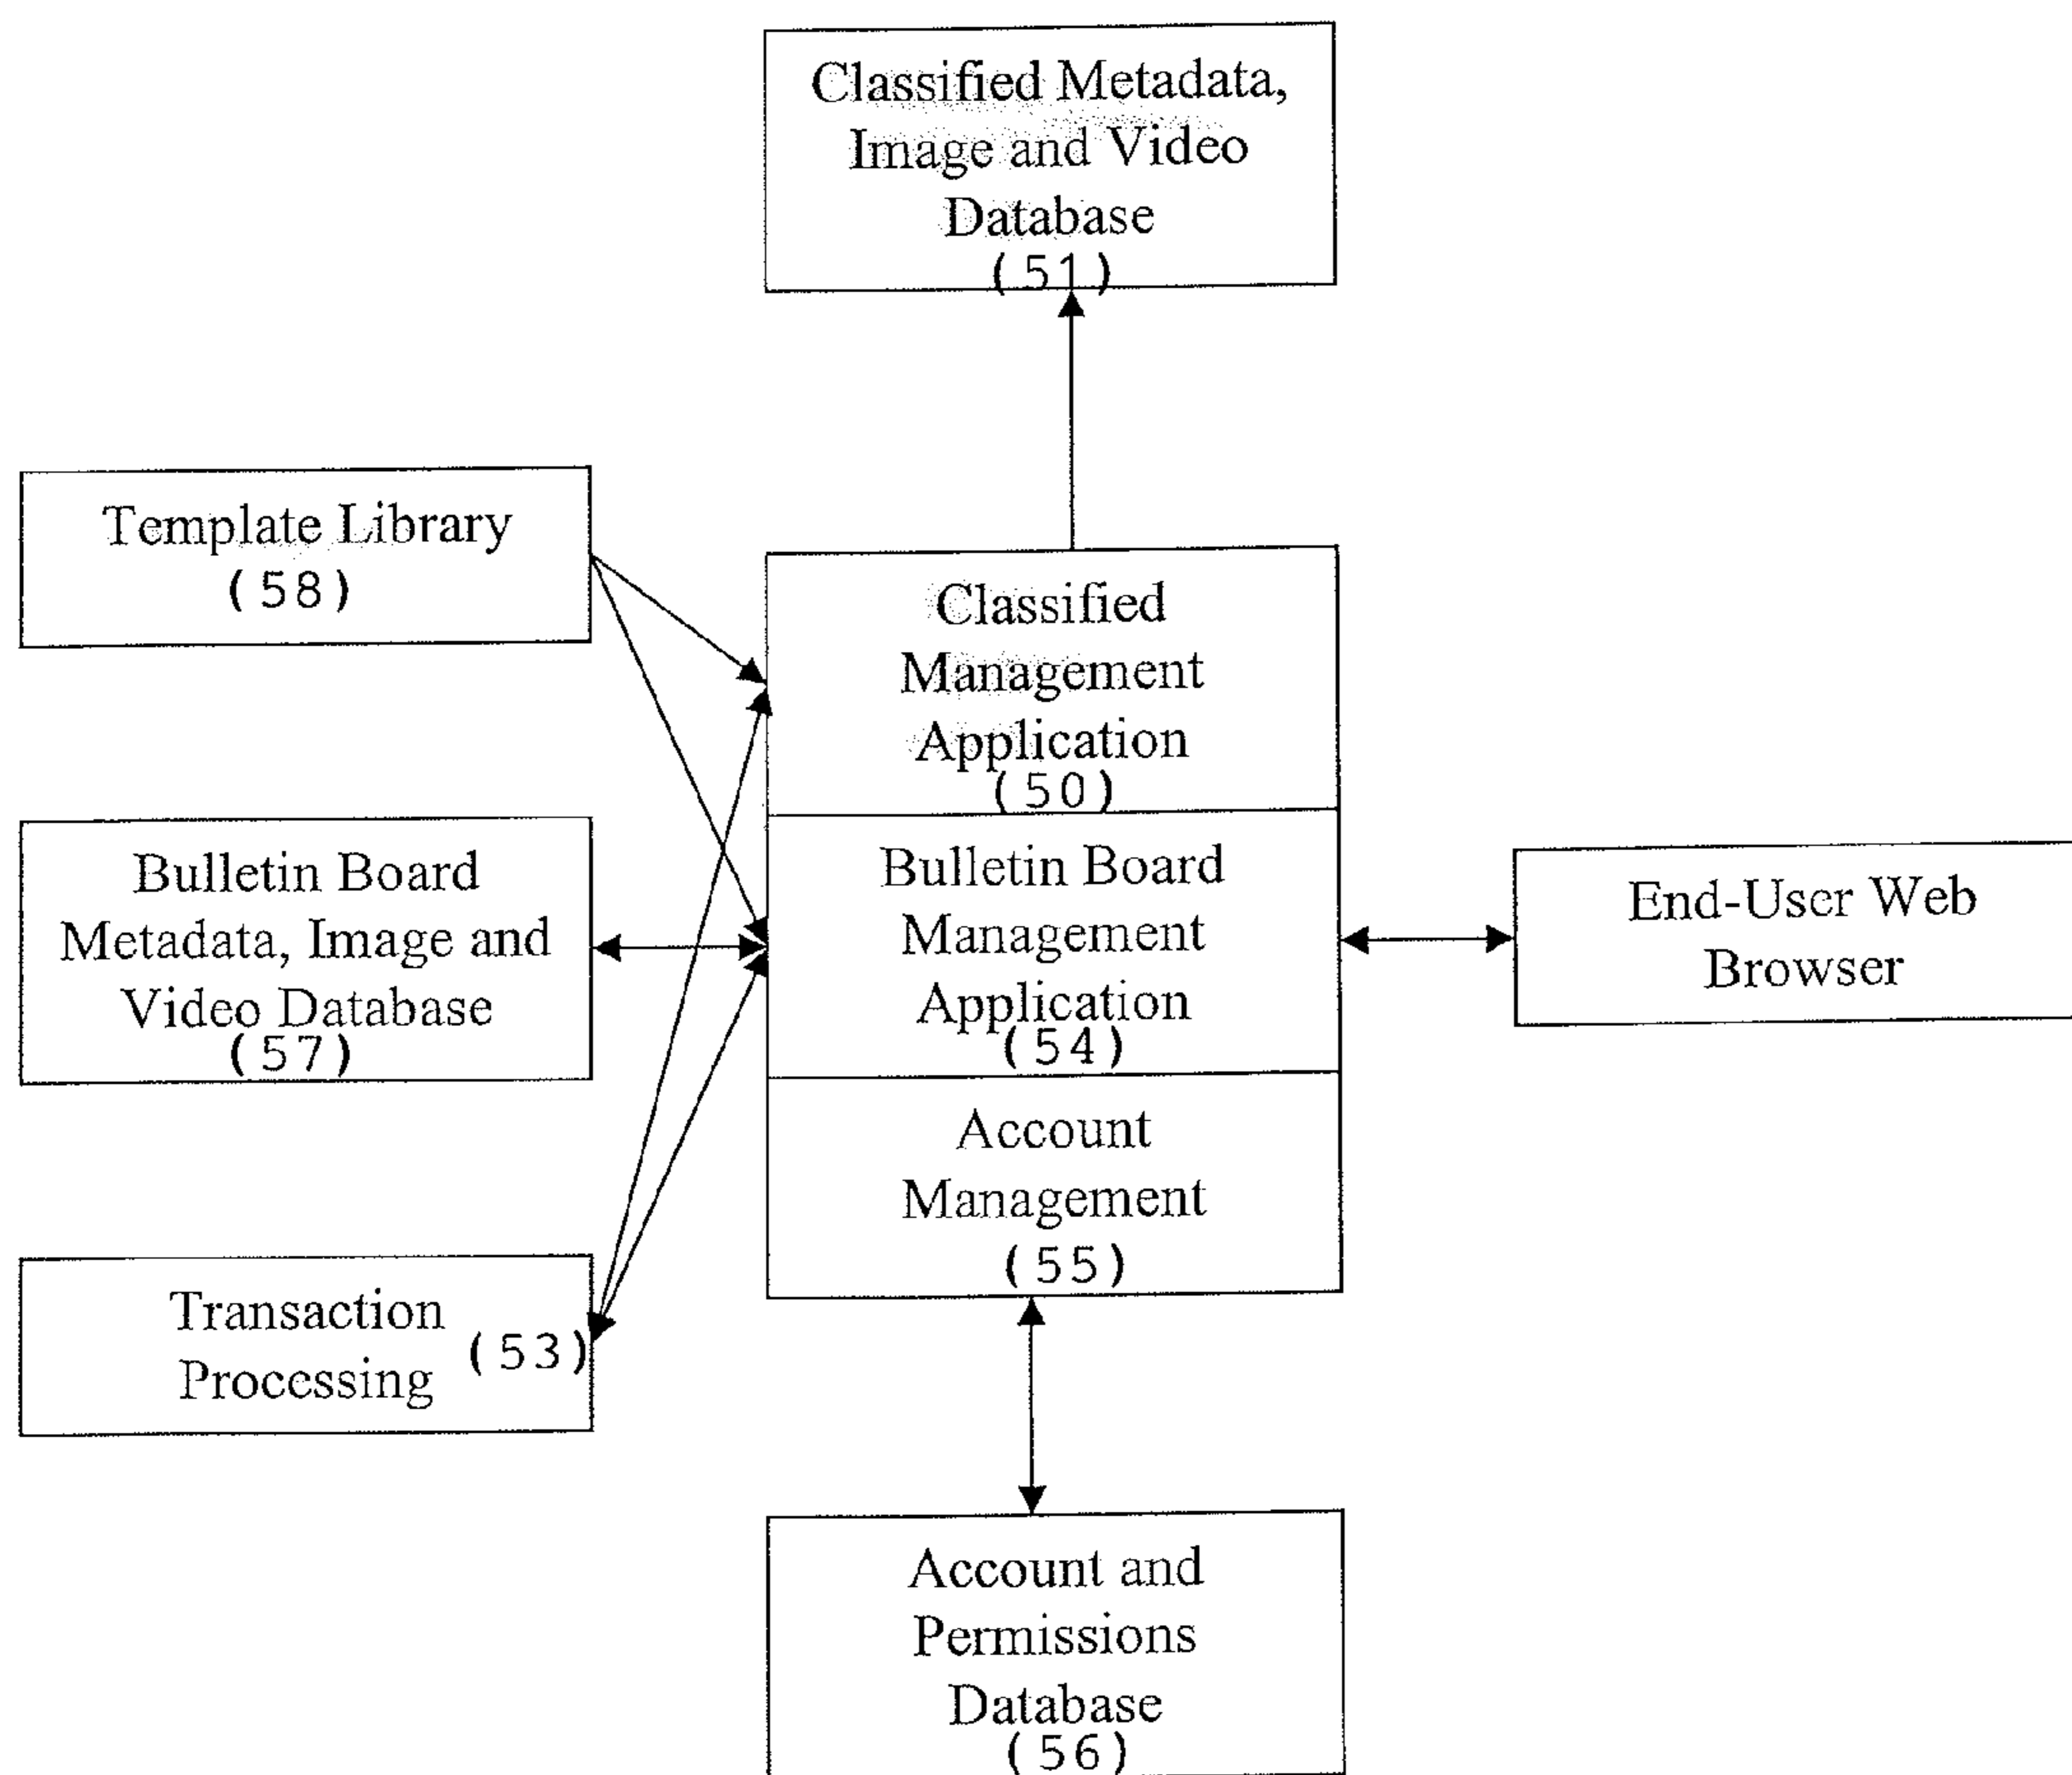 Classified Metadata,
Image and Video
Database
(51)
Template Library
(58)
Classified
Management
Application
(50)
Bulletin Board
Metadata, Image and
Video Database
(57)
Bulletin Board
Management
Application
(54)
End-User Web
Browser
Account
Management
(55)
Transaction
Processing
(53)
Account and
Permissions
Database
(56)